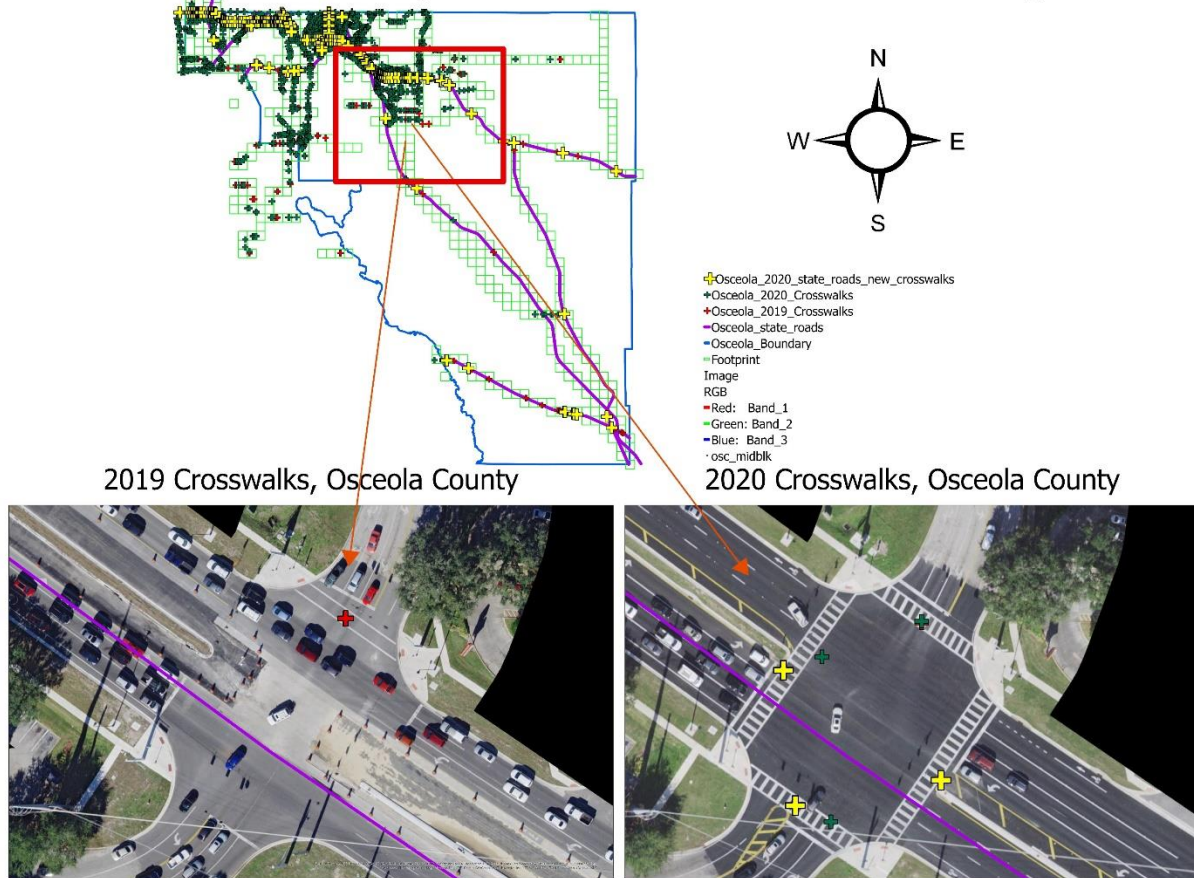 N
W E
S
Osceola_2020_state_roads_new_crosswalks
Osceola_2020_Crosswalks
Osceola_2019_Crosswalks
Osceola_state_roads
Osceola_Boundary
Footprint
Image
RGB
Red: Band_1
Green: Band_2
Blue: Band_3
osc_midblk
2019 Crosswalks, Osceola County
2020 Crosswalks, Osceola County